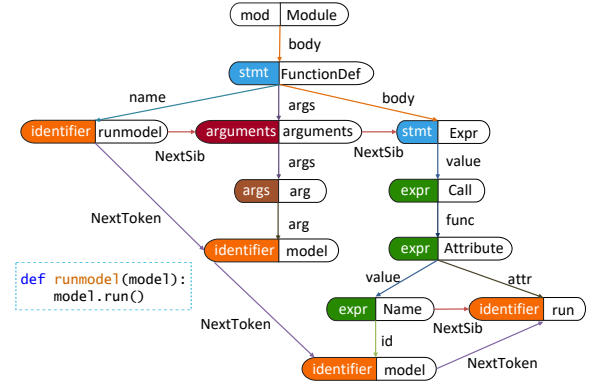 mod Module
body
stmt FunctionDef
name
args
body
identifier runmodel
arguments arguments
stmt Expr
NextSib
NextSib
args
value
args arg
expr Call
NextToken
arg
func
identifier model
expr Attribute
def runmodel(model):
model.run()
value
attr
NextToken
expr Name
identifier run
NextSib
id
identifier model
NextToken